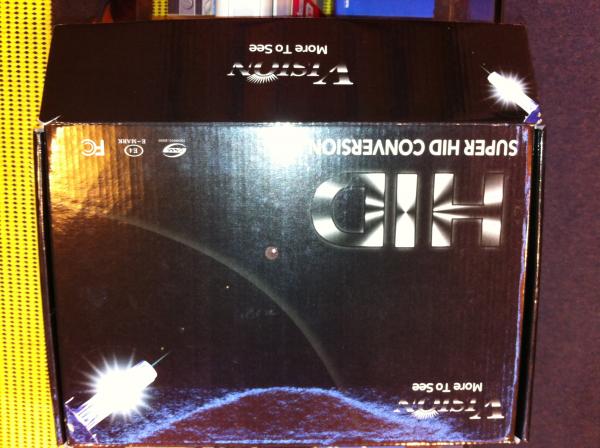 VISION
More To See
HID
SUPER HID CONVERSION
E4
E-MARK
FC
VISION
More To See